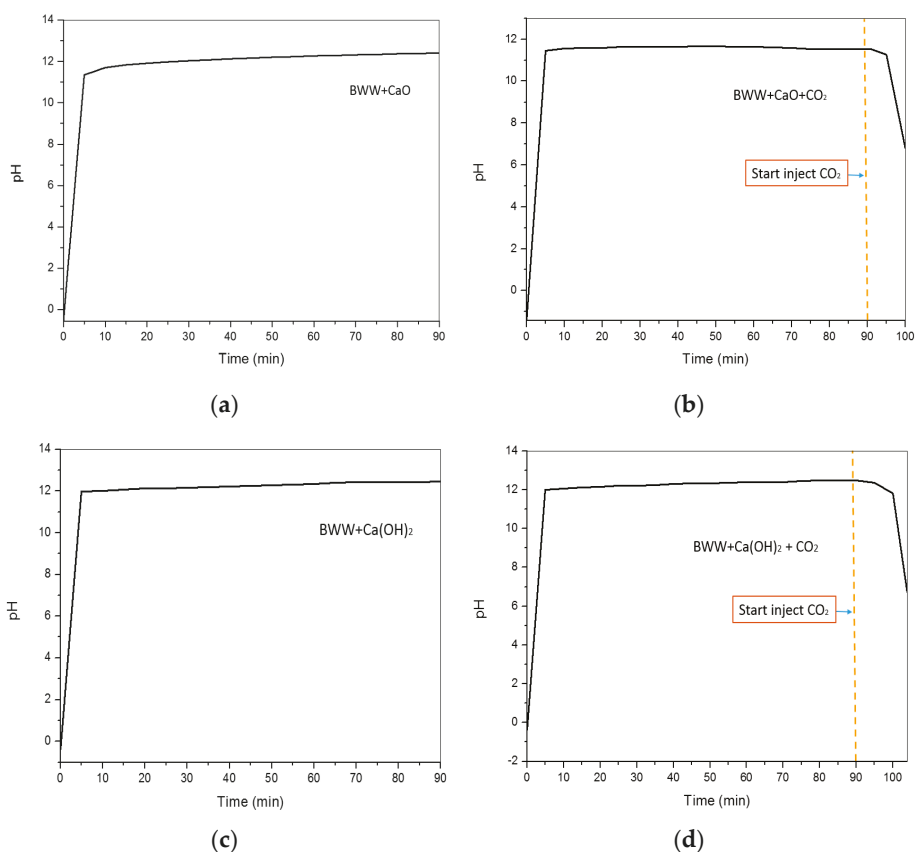 14
12
10
8
6
4
2
0
pH
BWW+CaO
0 10 20 30 40 50 60 70 80 90
Time (min)
(a)
12
10
8
6
4
2
0
pH
BWW+CaO+CO₂
Start inject CO₂
0 10 20 30 40 50 60 70 80 90 100
Time (min)
(b)
14
12
10
8
6
4
2
0
pH
BWW+Ca(OH)₂
0 10 20 30 40 50 60 70 80 90
Time (min)
(c)
14
12
10
8
6
4
2
0
-2
pH
BWW+Ca(OH)₂ + CO₂
Start inject CO₂
0 10 20 30 40 50 60 70 80 90 100
Time (min)
(d)